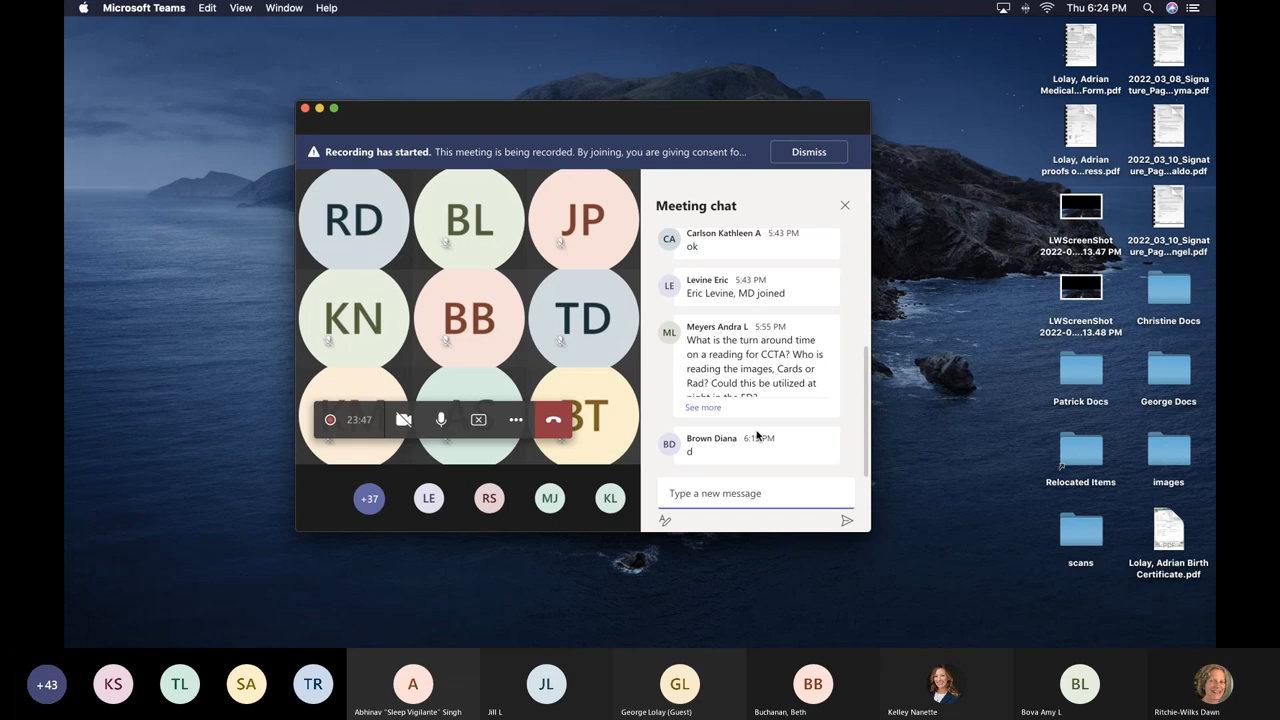 Microsoft Teams Edit View Window Help
Thu 6:24 PM
Lolay, Adrian
Medical...Form.pdf
2022_03_08_Signa
ture_Pag...yma.pdf
Lolay, Adrian
proofs o...ress.pdf
2022_03_10_Signa
ture_Pag...aldo.pdf
LWScreenShot
2022-0....13.47 PM
2022_03_10_Signa
ture_Pag...ngel.pdf
LWScreenShot
2022-0....13.48 PM
Christine Docs
Patrick Docs
George Docs
Relocated Items
images
scans
Lolay, Adrian Birth
Certificate.pdf
Recording has started. This meeting is being recorded. By joining, you are giving consent fo...
Dismiss
RD
BL
JP
KN
BB
TD
BT
23:47
+37
LE
RS
MJ
KL
Meeting chat
CA
Carlson Kathleen A 5:43 PM
ok
LE
Levine Eric 5:43 PM
Eric Levine, MD joined
ML
Meyers Andra L 5:55 PM
What is the turn around time
on a reading for CCTA? Who is
reading the images, Cards or
Rad? Could this be utilized at
night in the ED?
See more
BD
Brown Diana
d
Type a new message
+43
KS
TL
SA
TR
A
Abhinav "Sleep Vigilante" Singh
JL
Jill L
GL
George Lolay (Guest)
BB
Buchanan, Beth
Kelley Nanette
BL
Bova Amy L
Ritchie-Wilks Dawn